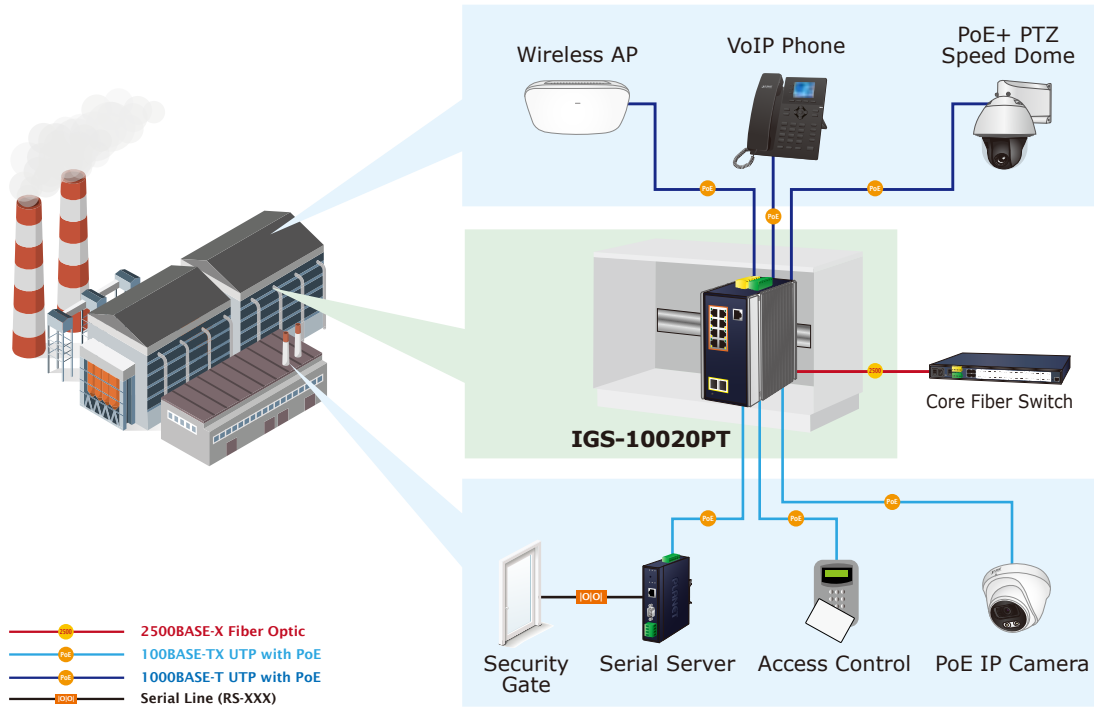 Wireless AP
VoIP Phone
PoE+ PTZ
Speed Dome
PoE
PoE
PoE
2500
Core Fiber Switch
IGS-10020PT
PoE
PoE
PoE
|O|O|
PLANET
Security
Gate
Serial Server
Access Control
PoE IP Camera
2500
2500BASE-X Fiber Optic
PoE
100BASE-TX UTP with PoE
PoE
1000BASE-T UTP with PoE
|O|O|
Serial Line (RS-XXX)